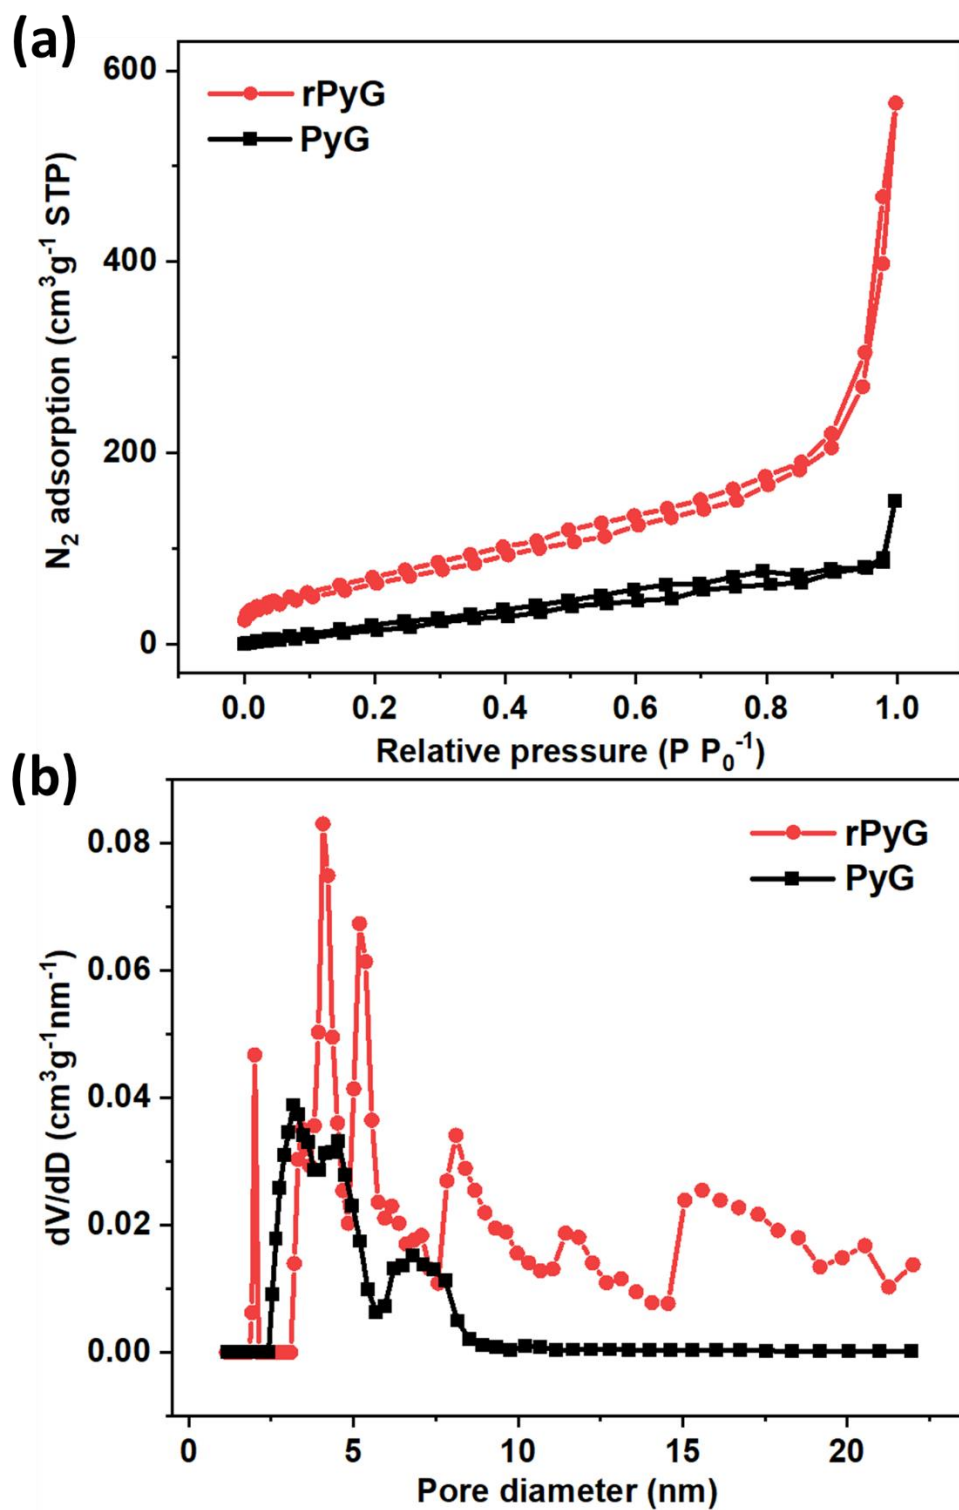 (a)
600
400
200
0
N₂ adsorption (cm³g⁻¹ STP)
rPyG
PyG
0.0 0.2 0.4 0.6 0.8 1.0
Relative pressure (P P₀⁻¹)
(b)
0.08
0.06
0.04
0.02
0.00
dV/dD (cm³g⁻¹nm⁻¹)
rPyG
PyG
0 5 10 15 20
Pore diameter (nm)